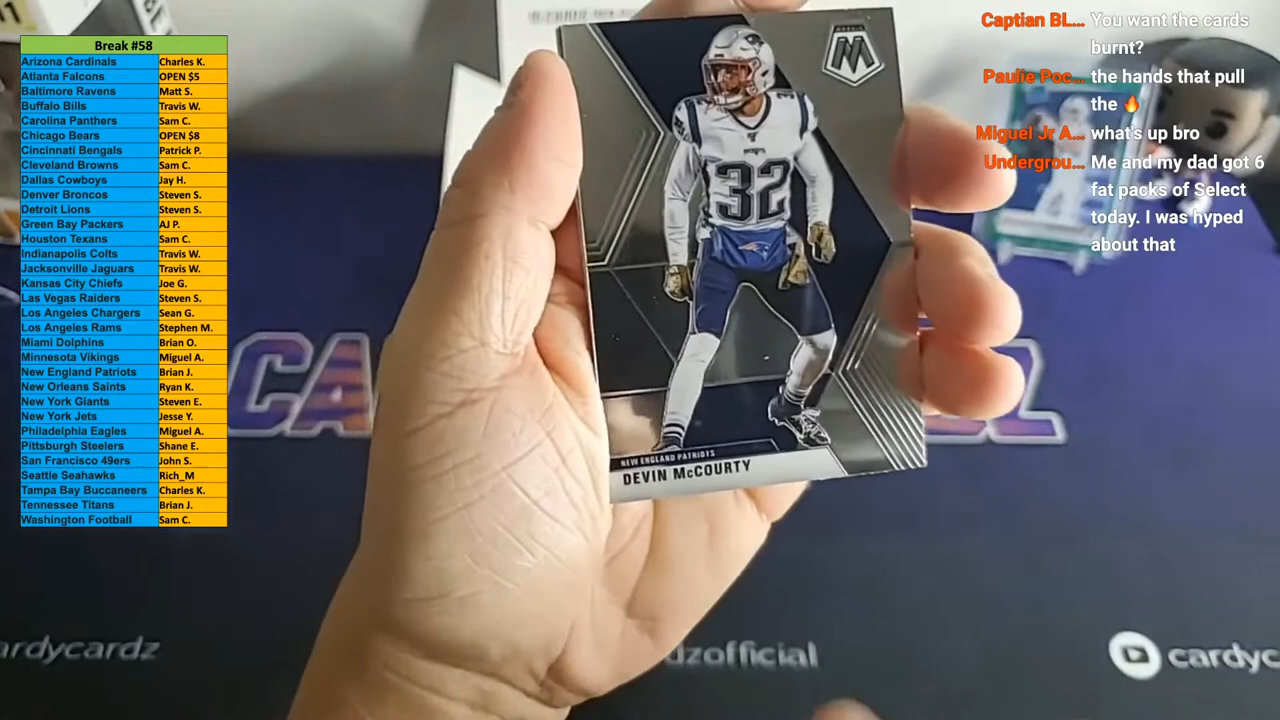 Break #58
Arizona Cardinals Charles K.
Atlanta Falcons OPEN $5
Baltimore Ravens Matt S.
Buffalo Bills Travis W.
Carolina Panthers Sam C.
Chicago Bears OPEN $8
Cincinnati Bengals Patrick P.
Cleveland Browns Sam C.
Dallas Cowboys Jay H.
Denver Broncos Steven S.
Detroit Lions Steven S.
Green Bay Packers AJ P.
Houston Texans Sam C.
Indianapolis Colts Travis W.
Jacksonville Jaguars Travis W.
Kansas City Chiefs Joe G.
Las Vegas Raiders Steven S.
Los Angeles Chargers Sean G.
Los Angeles Rams Stephen M.
Miami Dolphins Brian O.
Minnesota Vikings Miguel A.
New England Patriots Brian J.
New Orleans Saints Ryan K.
New York Giants Steven E.
New York Jets Jesse Y.
Philadelphia Eagles Miguel A.
Pittsburgh Steelers Shane E.
San Francisco 49ers John S.
Seattle Seahawks Rich_M
Tampa Bay Buccaneers Charles K.
Tennessee Titans Brian J.
Washington Football Sam C.
Captian BL... You want the cards
burnt?
Paulie Poc... the hands that pull
the 🔥
Miguel Jr A... what's up bro
Undergrou... Me and my dad got 6
fat packs of Select
today. I was hyped
about that
M
32
32
PATRIOTS
NEW ENGLAND PATRIOTS
DEVIN McCOURTY
CA
L
ardycardz
dzofficial
cardyc